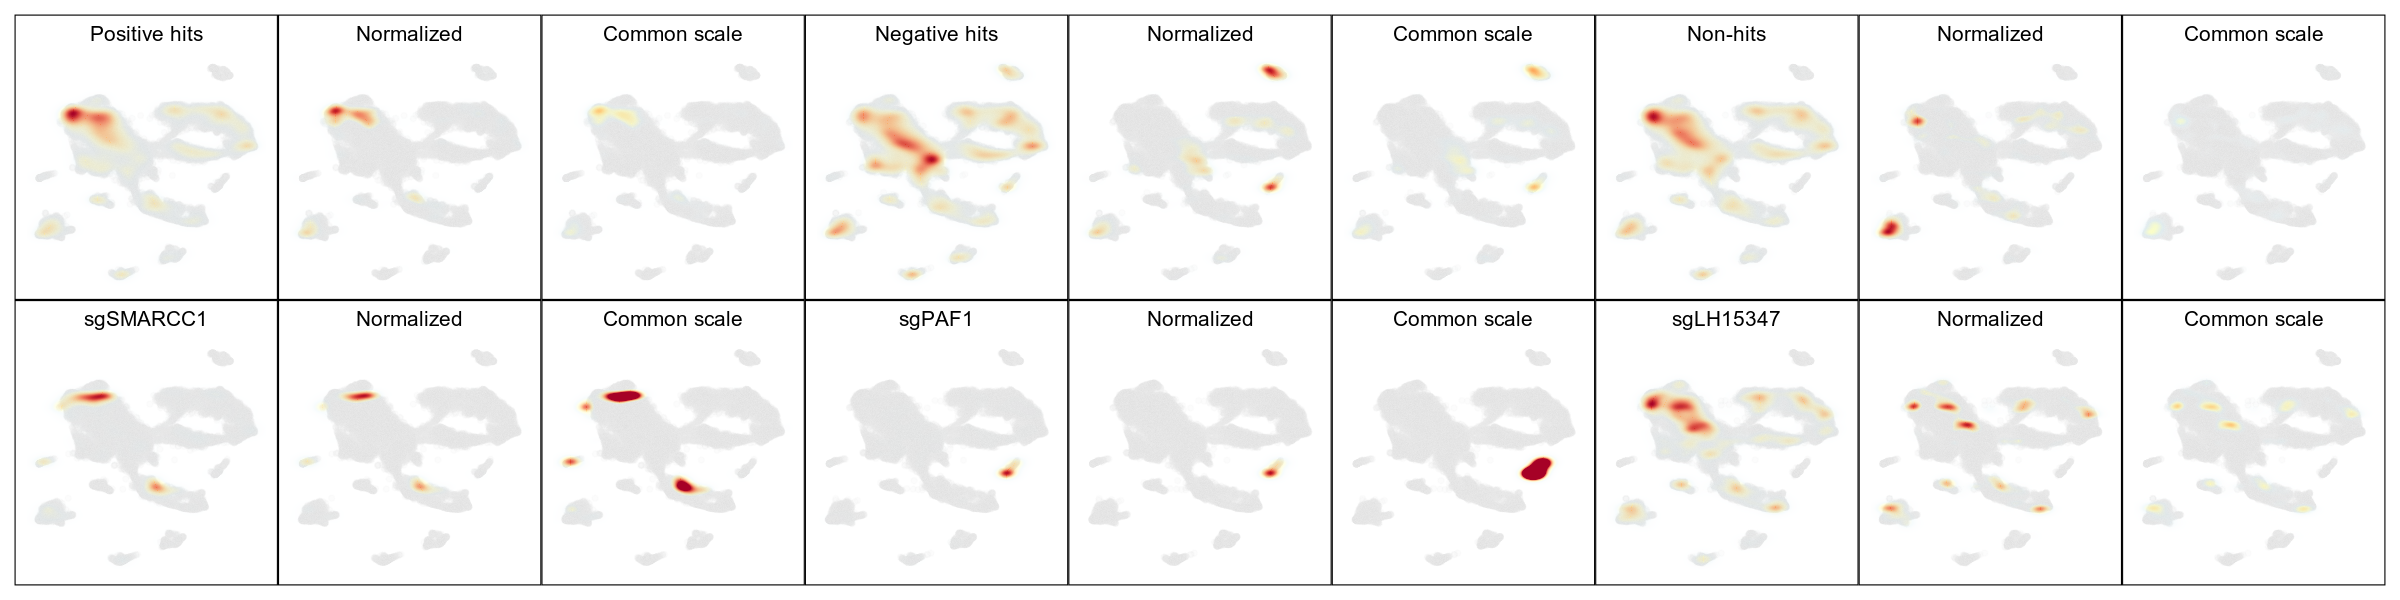 Positive hits
Normalized
Common scale
Negative hits
Normalized
Common scale
Non-hits
Normalized
Common scale
sgSMARCC1
Normalized
Common scale
sgPAF1
Normalized
Common scale
sgLH15347
Normalized
Common scale